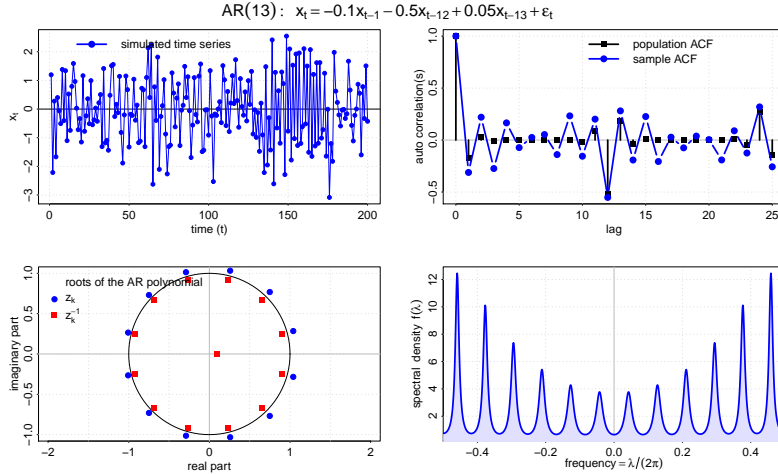 AR(13): x_t = −0.1x_{t−1} − 0.5x_{t−12} + 0.05x_{t−13} + ε_t
simulated time series
x_t
−3 −2 −1 0 1 2
0 50 100 150 200
time (t)
population ACF
sample ACF
auto correlation(s)
−0.5 0.0 0.5 1.0
0 5 10 15 20 25
lag
roots of the AR polynomial
z_k
z_k^{−1}
imaginary part
−1.0 −0.5 0.0 0.5 1.0
−2 −1 0 1 2
real part
spectral density f(λ)
2 4 6 8 10 12
−0.4 −0.2 0.0 0.2 0.4
frequency = λ/(2π)